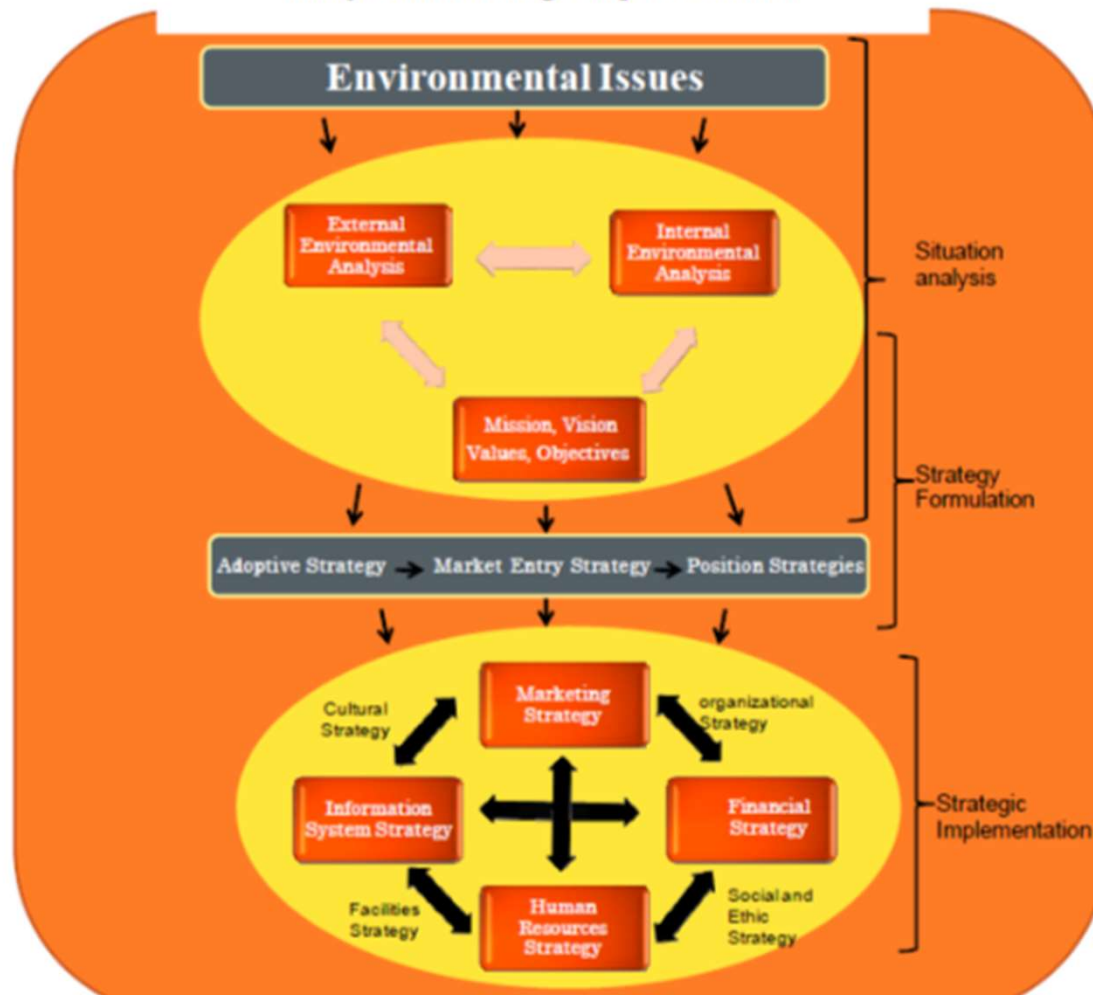 Environmental Issues
External
Environmental
Analysis
Internal
Environmental
Analysis
Situation
analysis
Mission, Vision
Values, Objectives
Strategy
Formulation
Adoptive Strategy
Market Entry Strategy
Position Strategies
Marketing
Strategy
Cultural
Strategy
organizational
Strategy
Information
System Strategy
Financial
Strategy
Strategic
Implementation
Facilities
Strategy
Human
Resources
Strategy
Social and
Ethic
Strategy